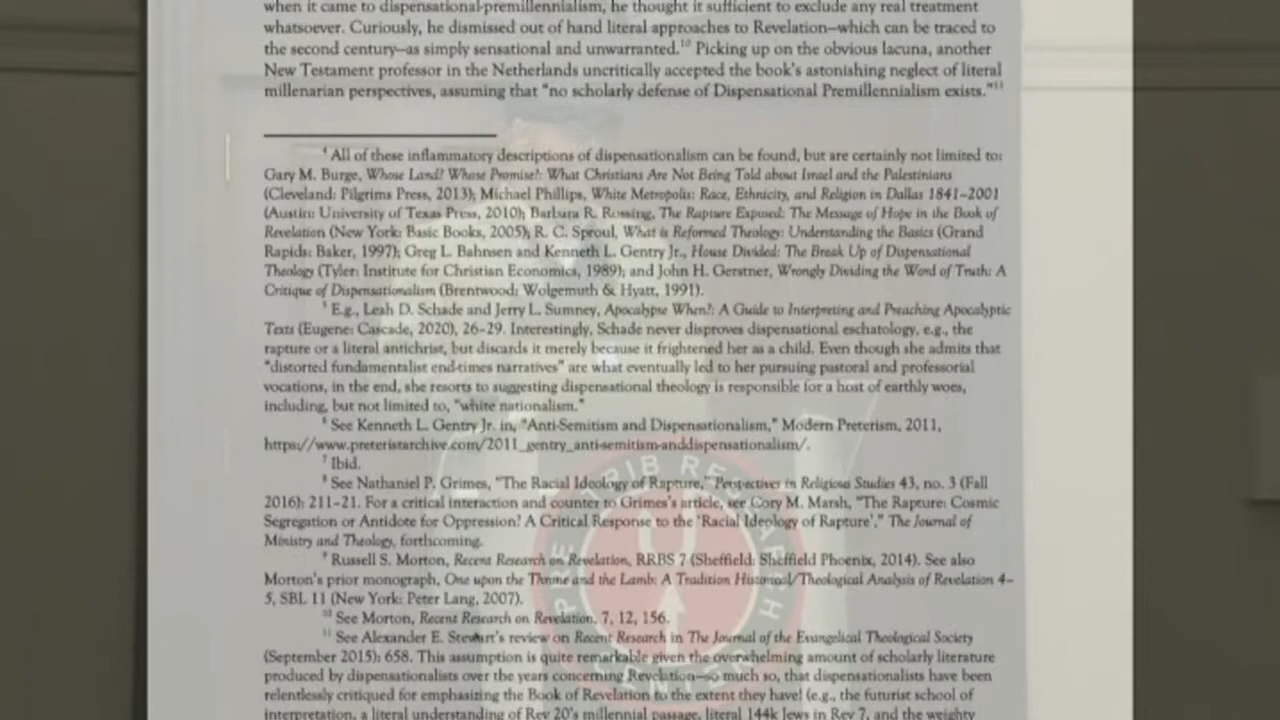 when it came to dispensational-premillennialism, he thought it sufficient to exclude any real treatment
whatsoever. Curiously, he dismissed out of hand literal approaches to Revelation—which can be traced to
the second century—as simply sensational and unwarranted.¹⁰ Picking up on the obvious lacuna, another
New Testament professor in the Netherlands uncritically accepted the book's astonishing neglect of literal
millenarian perspectives, assuming that "no scholarly defense of Dispensational Premillennialism exists."¹¹
⁴ All of these inflammatory descriptions of dispensationalism can be found, but are certainly not limited to:
Gary M. Burge, Whose Land? Whose Promise?: What Christians Are Not Being Told about Israel and the Palestinians
(Cleveland: Pilgrims Press, 2013); Michael Phillips, White Metropolis: Race, Ethnicity, and Religion in Dallas 1841–2001
(Austin: University of Texas Press, 2010); Barbara R. Rossing, The Rapture Exposed: The Message of Hope in the Book of
Revelation (New York: Basic Books, 2005); R. C. Sproul, What is Reformed Theology: Understanding the Basics (Grand
Rapids: Baker, 1997); Greg L. Bahnsen and Kenneth L. Gentry Jr., House Divided: The Break Up of Dispensational
Theology (Tyler: Institute for Christian Economics, 1989); and John H. Gerstner, Wrongly Dividing the Word of Truth: A
Critique of Dispensationalism (Brentwood: Wolgemuth & Hyatt, 1991).
⁵ E.g., Leah D. Schade and Jerry L. Sumney, Apocalypse When?: A Guide to Interpreting and Preaching Apocalyptic
Texts (Eugene: Cascade, 2020), 26–29. Interestingly, Schade never disproves dispensational eschatology, e.g., the
rapture or a literal antichrist, but discards it merely because it frightened her as a child. Even though she admits that
"distorted fundamentalist end-times narratives" are what eventually led to her pursuing pastoral and professorial
vocations, in the end, she resorts to suggesting dispensational theology is responsible for a host of earthly woes,
including, but not limited to, "white nationalism."
⁶ See Kenneth L. Gentry Jr. in, "Anti-Semitism and Dispensationalism," Modern Preterism, 2011,
https://www.preteristarchive.com/2011_gentry_anti-semitism-anddispensationalism/.
⁷ Ibid.
⁸ See Nathaniel P. Grimes, "The Racial Ideology of Rapture," Perspectives in Religious Studies 43, no. 3 (Fall
2016): 211–21. For a critical interaction and counter to Grimes's article, see Cory M. Marsh, "The Rapture: Cosmic
Segregation or Antidote for Oppression? A Critical Response to the 'Racial Ideology of Rapture'," The Journal of
Ministry and Theology, forthcoming.
⁹ Russell S. Morton, Recent Research on Revelation, RRBS 7 (Sheffield: Sheffield Phoenix, 2014). See also
Morton's prior monograph, One upon the Throne and the Lamb: A Tradition Historical/Theological Analysis of Revelation 4–
5, SBL 11 (New York: Peter Lang, 2007).
¹⁰ See Morton, Recent Research on Revelation, 7, 12, 156.
¹¹ See Alexander E. Stewart's review on Recent Research in The Journal of the Evangelical Theological Society
(September 2015): 658. This assumption is quite remarkable given the overwhelming amount of scholarly literature
produced by dispensationalists over the years concerning Revelation—so much so, that dispensationalists have been
relentlessly critiqued for emphasizing the Book of Revelation to the extent they have! (e.g., the futurist school of
interpretation, a literal understanding of Rev 20's millennial passage, literal 144k Jews in Rev 7, and the weighty
PRE TRIB RESEARCH
CENTER